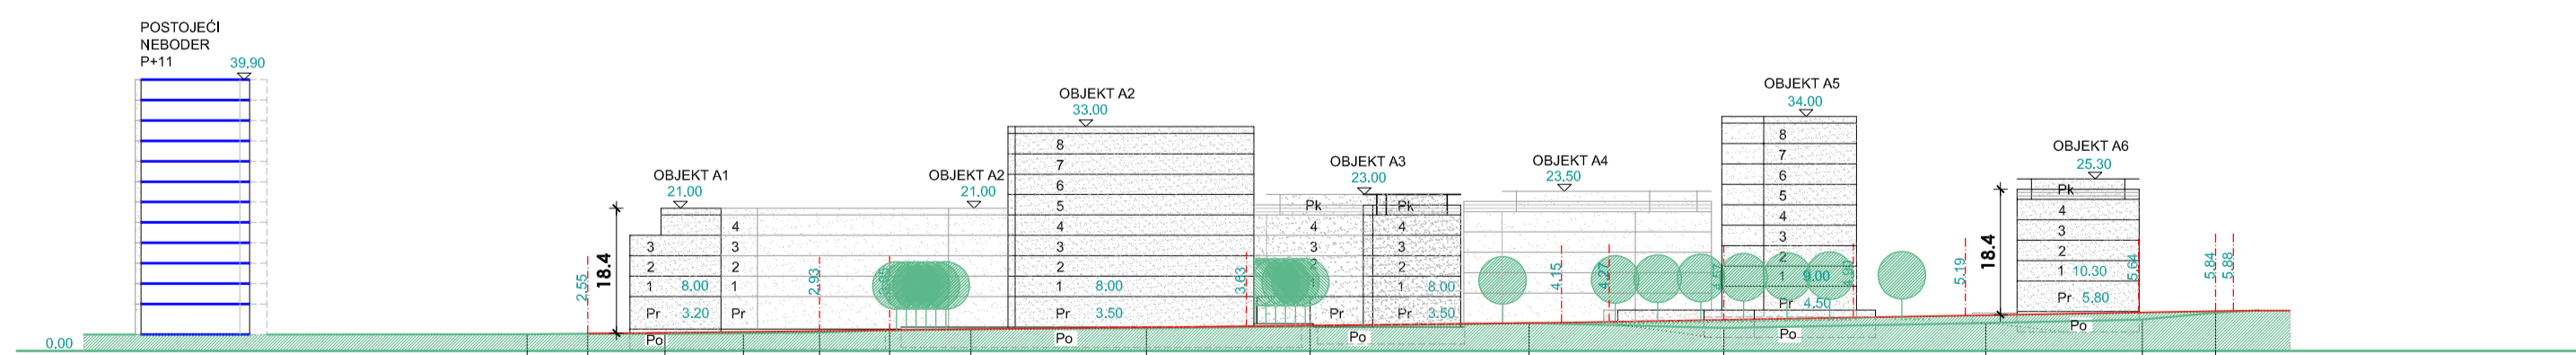 POSTOJEĆI
NEBODER
P+11
39.90
0.00
2.55
18.4
OBJEKT A1
21.00
3
2
1 8.00
Pr 3.20
Po
4
3
2
1
Pr
2.93
OBJEKT A2
21.00
OBJEKT A2
33.00
8
7
6
5
4
3
2
1 8.00
Pr 3.50
Po
3.63
OBJEKT A3
23.00
Pk
4
3
2
1
Pr
Po
Pk
4
3
2
1 8.00
Pr 3.50
OBJEKT A4
23.50
4.15
4.27
4.57
OBJEKT A5
34.00
8
7
6
5
4
3
2
1 9.00
Pr 4.50
Po
5.19
18.4
OBJEKT A6
25.30
Pk
4
3
2
1 10.30
Pr 5.80
Po
5.64
5.84
5.88